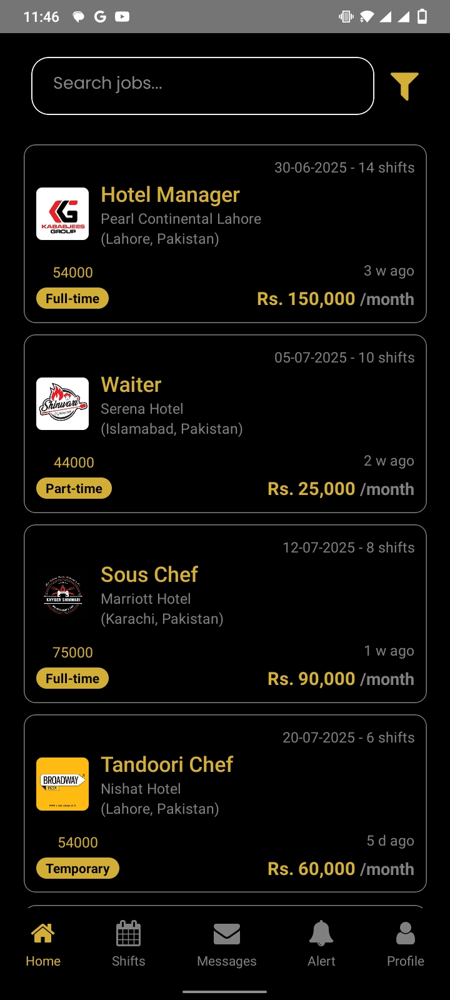 11:46
Search jobs...
30-06-2025 - 14 shifts
Hotel Manager
Pearl Continental Lahore
(Lahore, Pakistan)
KABABJEES
GROUP
54000
3 w ago
Full-time
Rs. 150,000 /month
05-07-2025 - 10 shifts
Waiter
Serena Hotel
(Islamabad, Pakistan)
Shinwari
44000
2 w ago
Part-time
Rs. 25,000 /month
12-07-2025 - 8 shifts
Sous Chef
Marriott Hotel
(Karachi, Pakistan)
KHYBER SHINWARI
75000
1 w ago
Full-time
Rs. 90,000 /month
20-07-2025 - 6 shifts
Tandoori Chef
Nishat Hotel
(Lahore, Pakistan)
BROADWAY
PIZZA
54000
5 d ago
Temporary
Rs. 60,000 /month
Home
Shifts
Messages
Alert
Profile